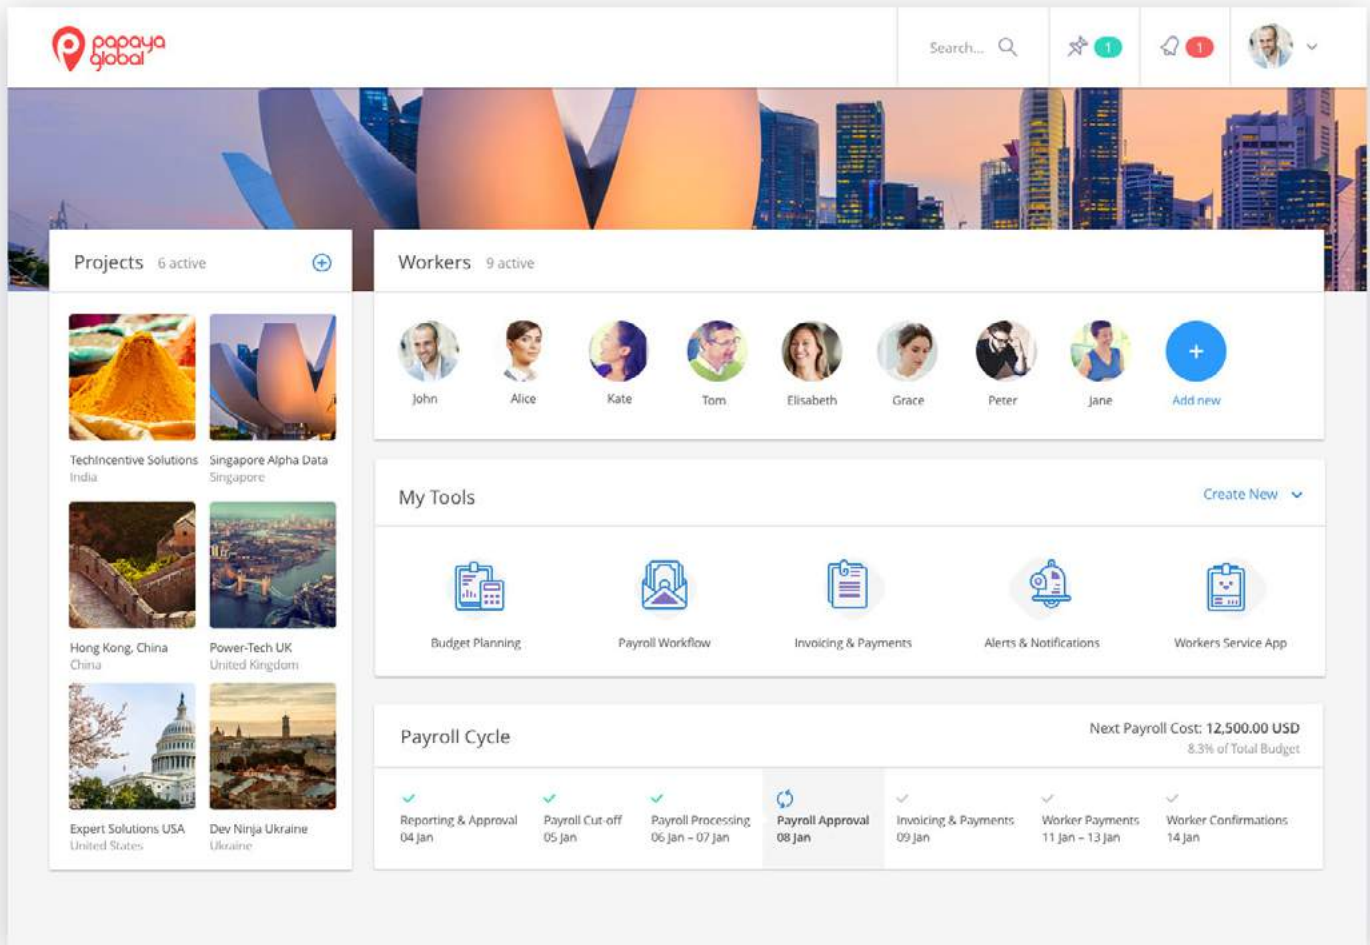 papaya
global
Search...
1
1
Projects 6 active
TechIncentive Solutions
India
Singapore Alpha Data
Singapore
Hong Kong, China
China
Power-Tech UK
United Kingdom
Expert Solutions USA
United States
Dev Ninja Ukraine
Ukraine
Workers 9 active
John
Alice
Kate
Tom
Elisabeth
Grace
Peter
Jane
+
Add new
My Tools
Create New
Budget Planning
Payroll Workflow
Invoicing & Payments
Alerts & Notifications
Workers Service App
Payroll Cycle
Next Payroll Cost: 12,500.00 USD
8.3% of Total Budget
Reporting & Approval
04 Jan
Payroll Cut-off
05 Jan
Payroll Processing
06 Jan – 07 Jan
Payroll Approval
08 Jan
Invoicing & Payments
09 Jan
Worker Payments
11 Jan – 13 Jan
Worker Confirmations
14 Jan